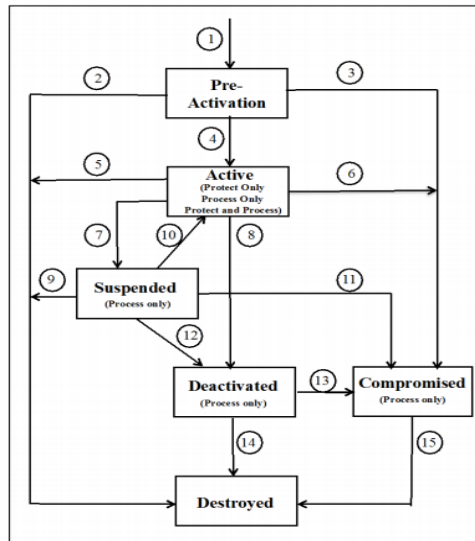 1
2
3
Pre-
Activation
4
5
Active
(Protect Only
Process Only
Protect and Process)
6
7
10
8
9
Suspended
(Process only)
11
12
Deactivated
(Process only)
13
Compromised
(Process only)
14
15
Destroyed